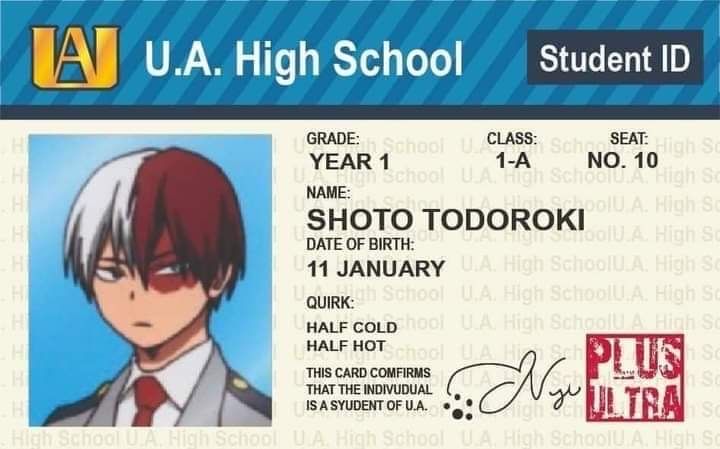 UA U.A. High School Student ID
GRADE: CLASS: SEAT:
YEAR 1 1-A NO. 10
NAME:
SHOTO TODOROKI
DATE OF BIRTH:
11 JANUARY
QUIRK:
HALF COLD
HALF HOT
THIS CARD COMFIRMS
THAT THE INDIVUDUAL
IS A SYUDENT OF U.A.
PLUS
ULTRA